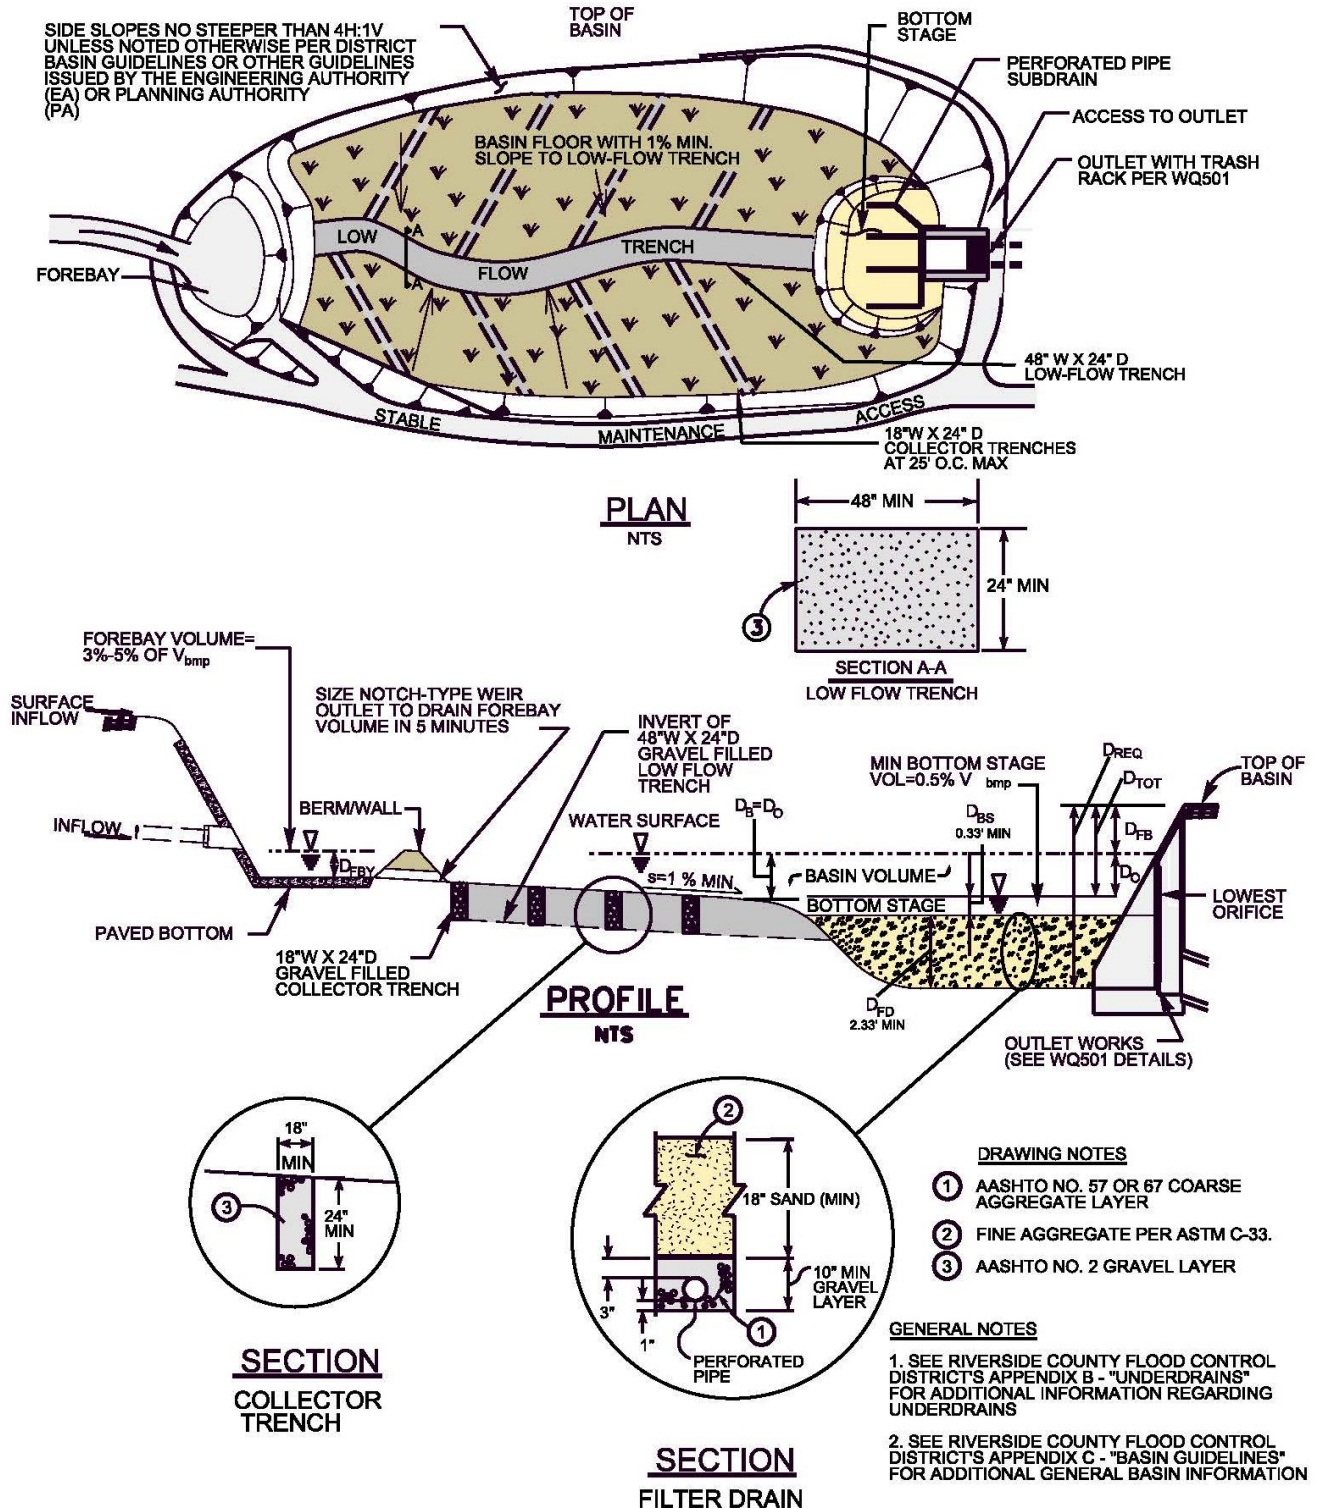 SIDE SLOPES NO STEEPER THAN 4H:1V
UNLESS NOTED OTHERWISE PER DISTRICT
BASIN GUIDELINES OR OTHER GUIDELINES
ISSUED BY THE ENGINEERING AUTHORITY
(EA) OR PLANNING AUTHORITY
(PA)
TOP OF
BASIN
BOTTOM
STAGE
PERFORATED PIPE
SUBDRAIN
ACCESS TO OUTLET
OUTLET WITH TRASH
RACK PER WQ501
BASIN FLOOR WITH 1% MIN.
SLOPE TO LOW-FLOW TRENCH
LOW
A
A
FLOW
TRENCH
FOREBAY
48" W X 24" D
LOW-FLOW TRENCH
STABLE
MAINTENANCE
ACCESS
18"W X 24" D
COLLECTOR TRENCHES
AT 25' O.C. MAX
PLAN
NTS
48" MIN
24" MIN
3
SECTION A-A
LOW FLOW TRENCH
FOREBAY VOLUME=
3%-5% OF Vbmp
SURFACE
INFLOW
SIZE NOTCH-TYPE WEIR
OUTLET TO DRAIN FOREBAY
VOLUME IN 5 MINUTES
INVERT OF
48"W X 24"D
GRAVEL FILLED
LOW FLOW
TRENCH
MIN BOTTOM STAGE
VOL=0.5% V bmp
DREQ
DTOT
TOP OF
BASIN
INFLOW
BERM/WALL
WATER SURFACE
DB=DO
DBS
0.33' MIN
DFB
DFBY
s=1 % MIN
BASIN VOLUME
DO
BOTTOM STAGE
LOWEST
ORIFICE
PAVED BOTTOM
18"W X 24"D
GRAVEL FILLED
COLLECTOR TRENCH
PROFILE
NTS
DFD
2.33' MIN
OUTLET WORKS
(SEE WQ501 DETAILS)
18"
MIN
3
24"
MIN
SECTION
COLLECTOR
TRENCH
2
18" SAND (MIN)
10" MIN
GRAVEL
LAYER
3"
1"
1
PERFORATED
PIPE
SECTION
FILTER DRAIN
DRAWING NOTES
1 AASHTO NO. 57 OR 67 COARSE
AGGREGATE LAYER
2 FINE AGGREGATE PER ASTM C-33.
3 AASHTO NO. 2 GRAVEL LAYER
GENERAL NOTES
1. SEE RIVERSIDE COUNTY FLOOD CONTROL
DISTRICT'S APPENDIX B - "UNDERDRAINS"
FOR ADDITIONAL INFORMATION REGARDING
UNDERDRAINS
2. SEE RIVERSIDE COUNTY FLOOD CONTROL
DISTRICT'S APPENDIX C - "BASIN GUIDELINES"
FOR ADDITIONAL GENERAL BASIN INFORMATION